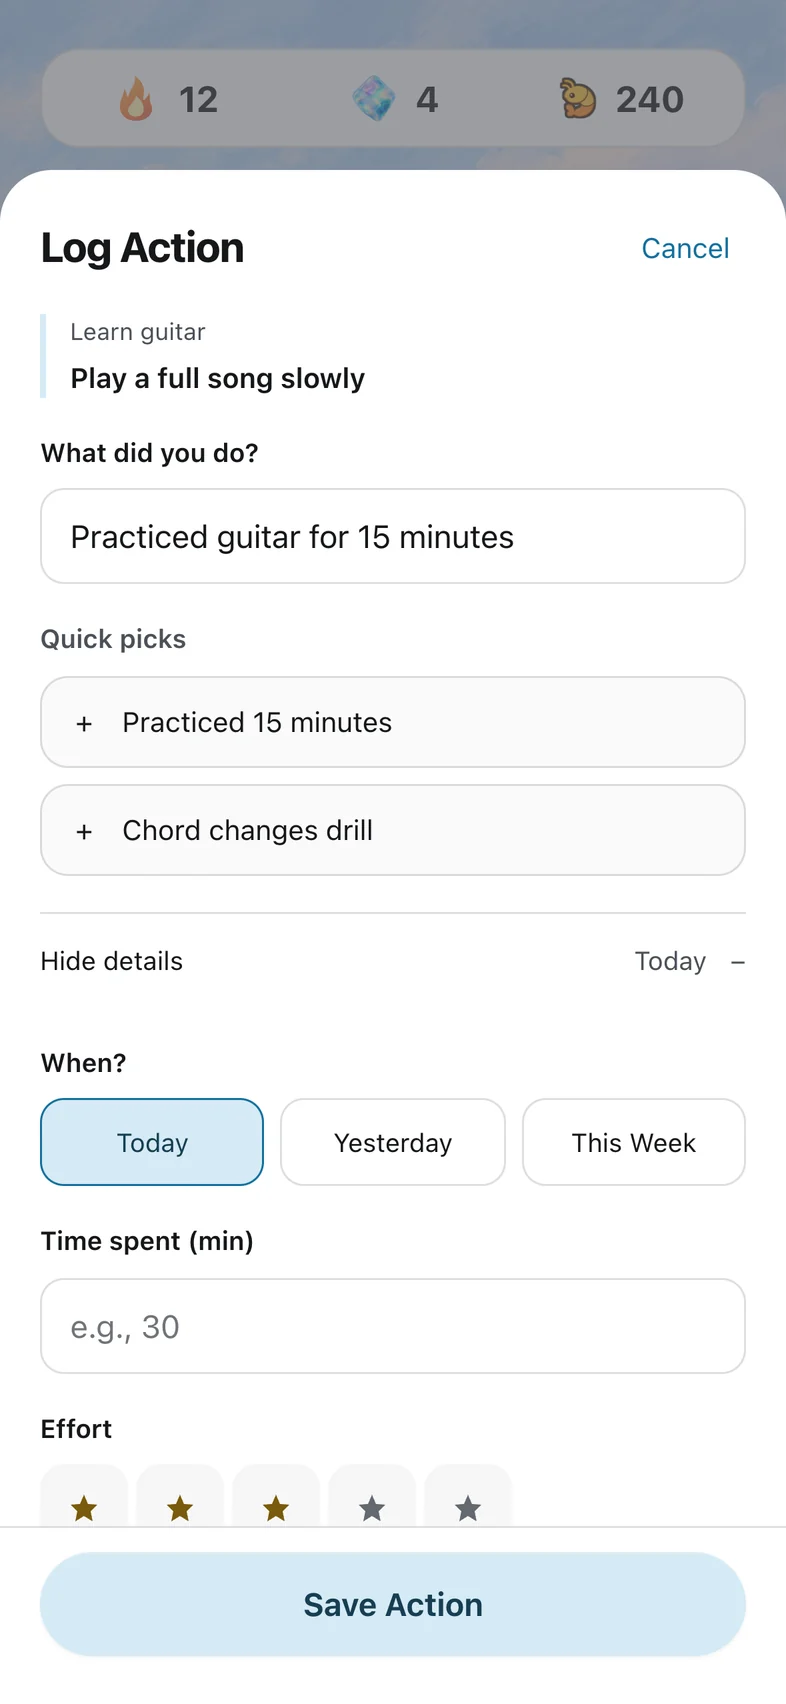 12 4 240
Log Action Cancel
Learn guitar
Play a full song slowly
What did you do?
Practiced guitar for 15 minutes
Quick picks
+ Practiced 15 minutes
+ Chord changes drill
Hide details Today –
When?
Today Yesterday This Week
Time spent (min)
e.g., 30
Effort
Save Action